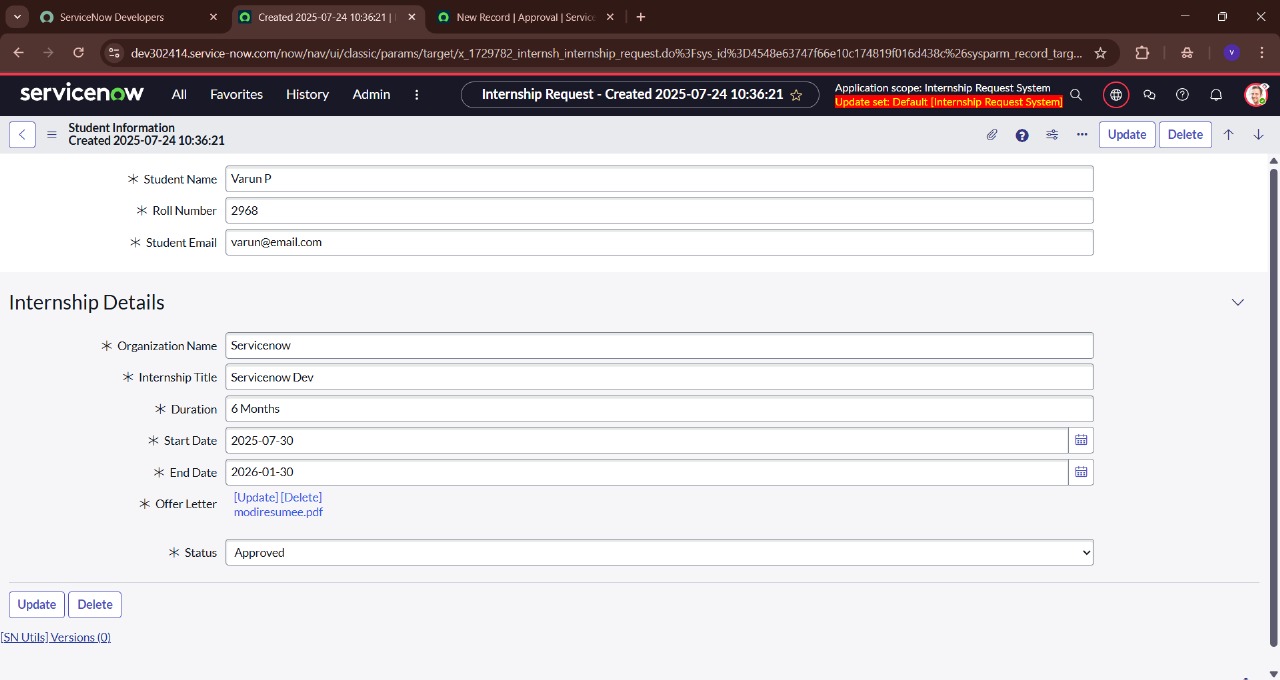 ServiceNow Developers
Created 2025-07-24 10:36:21 |
New Record | Approval | Service
dev302414.service-now.com/now/nav/ui/classic/params/target/x_1729782_internsh_internship_request.do%3Fsys_id%3D4548e63747f66e10c174819f016d438c%26sysparm_record_targ...
V
servicenow
All
Favorites
History
Admin
Internship Request - Created 2025-07-24 10:36:21
Application scope: Internship Request System
Update set: Default [Internship Request System]
Student Information
Created 2025-07-24 10:36:21
Update
Delete
Student Name
Varun P
Roll Number
2968
Student Email
varun@email.com
Internship Details
Organization Name
Servicenow
Internship Title
Servicenow Dev
Duration
6 Months
Start Date
2025-07-30
End Date
2026-01-30
Offer Letter
[Update] [Delete]
modiresumee.pdf
Status
Approved
Update
Delete
[SN Utils] Versions (0)